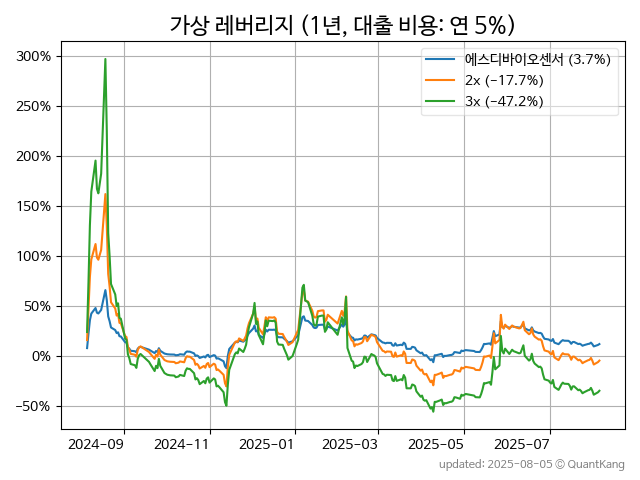 가상 레버리지 (1년, 대출 비용: 연 5%)
에스디바이오센서 (3.7%)
2x (−17.7%)
3x (−47.2%)
300%
250%
200%
150%
100%
50%
0%
−50%
2024-09 2024-11 2025-01 2025-03 2025-05 2025-07
updated: 2025-08-05 © QuantKang